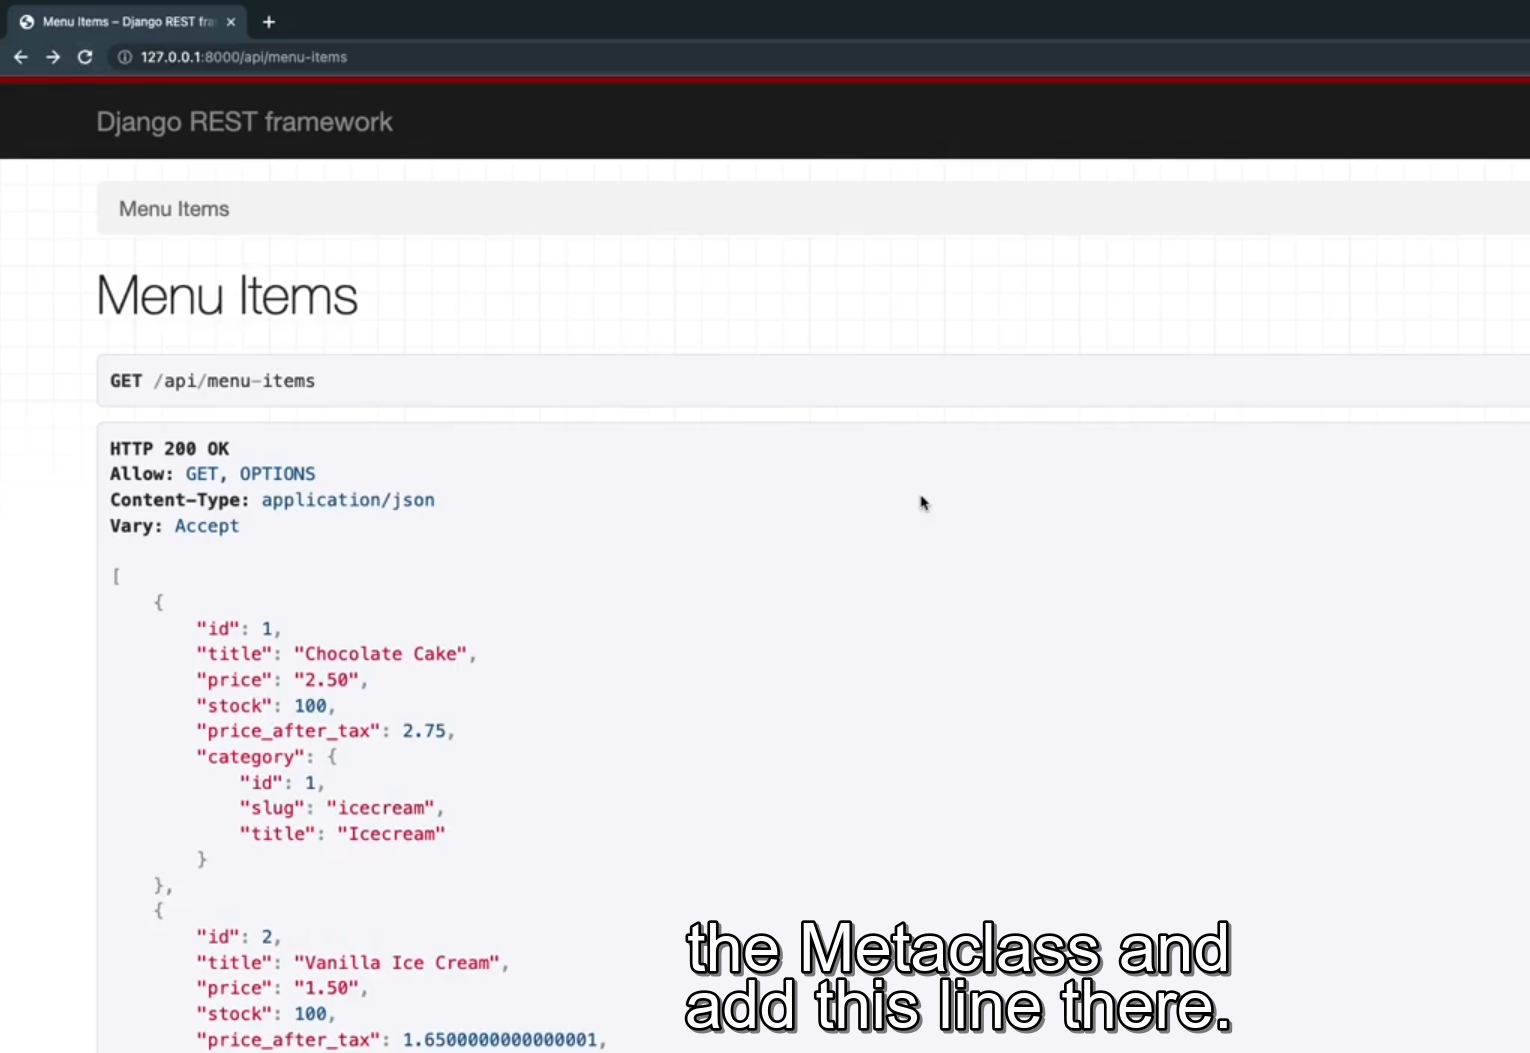 Menu Items – Django REST fra
127.0.0.1:8000/api/menu-items
Django REST framework
Menu Items
Menu Items
GET /api/menu-items
HTTP 200 OK
Allow: GET, OPTIONS
Content-Type: application/json
Vary: Accept
[
    {
        "id": 1,
        "title": "Chocolate Cake",
        "price": "2.50",
        "stock": 100,
        "price_after_tax": 2.75,
        "category": {
            "id": 1,
            "slug": "icecream",
            "title": "Icecream"
        }
    },
    {
        "id": 2,
        "title": "Vanilla Ice Cream",
        "price": "1.50",
        "stock": 100,
        "price_after_tax": 1.6500000000000001,
the Metaclass and
add this line there.